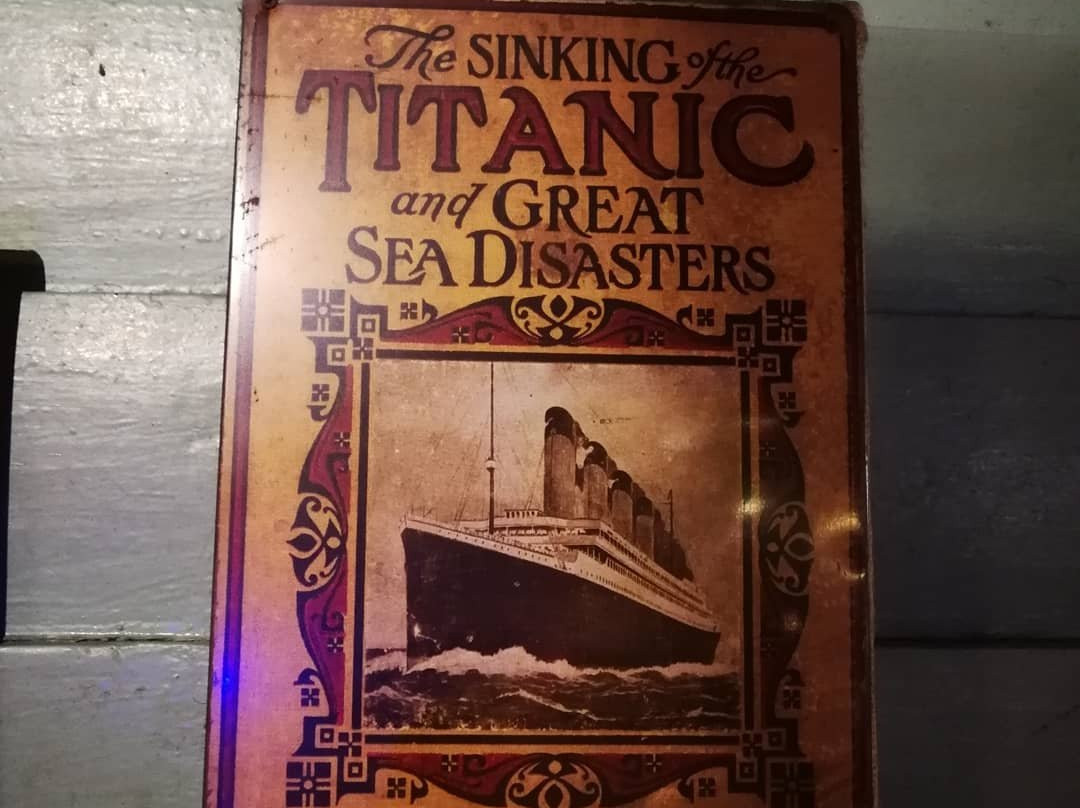 The SINKING of the
TITANIC
and GREAT
SEA DISASTERS